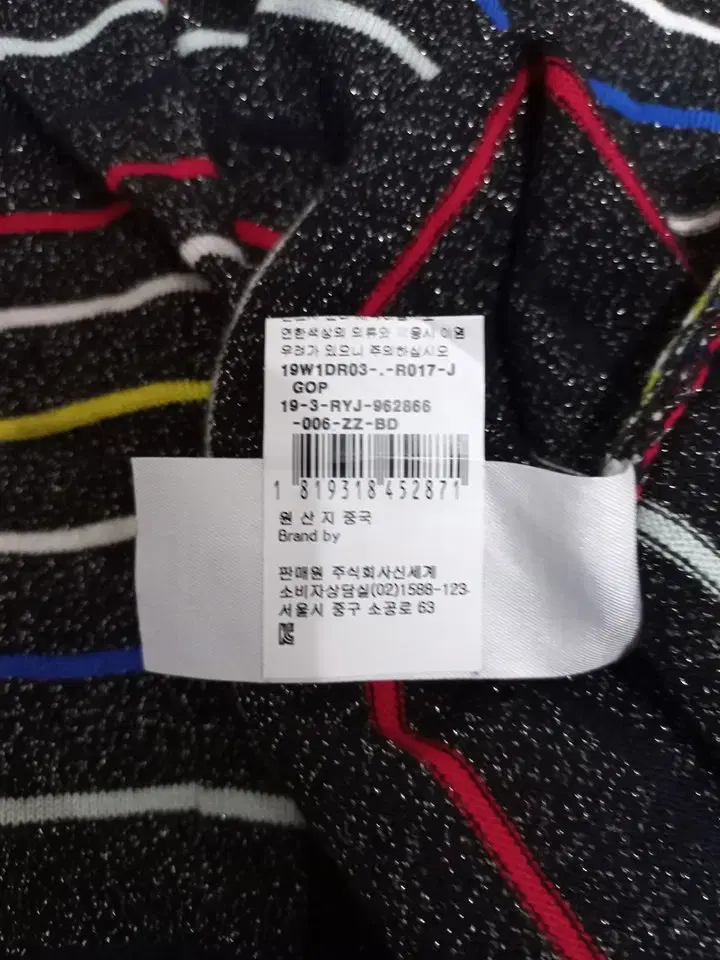 연한색상의 의류와 착용시 이염
우려가 있으니 주의하십시오
19W1DR03-.-R017-J
GOP
19-3-RYJ-962866
-006-ZZ-BD
1 819318 452871
원 산 지 중국
Brand by
판매원 주식회사신세계
소비자상담실(02)1588-123
서울시 중구 소공로 63